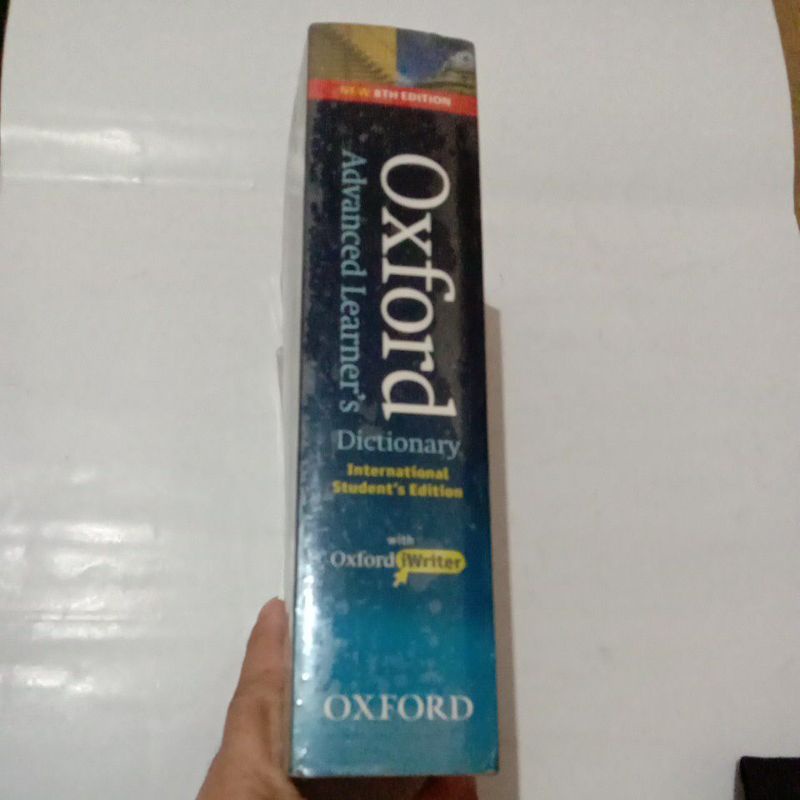 NEW 8TH EDITION
Oxford
Advanced Learner's
Dictionary
International
Student's Edition
with
Oxford iWriter
OXFORD